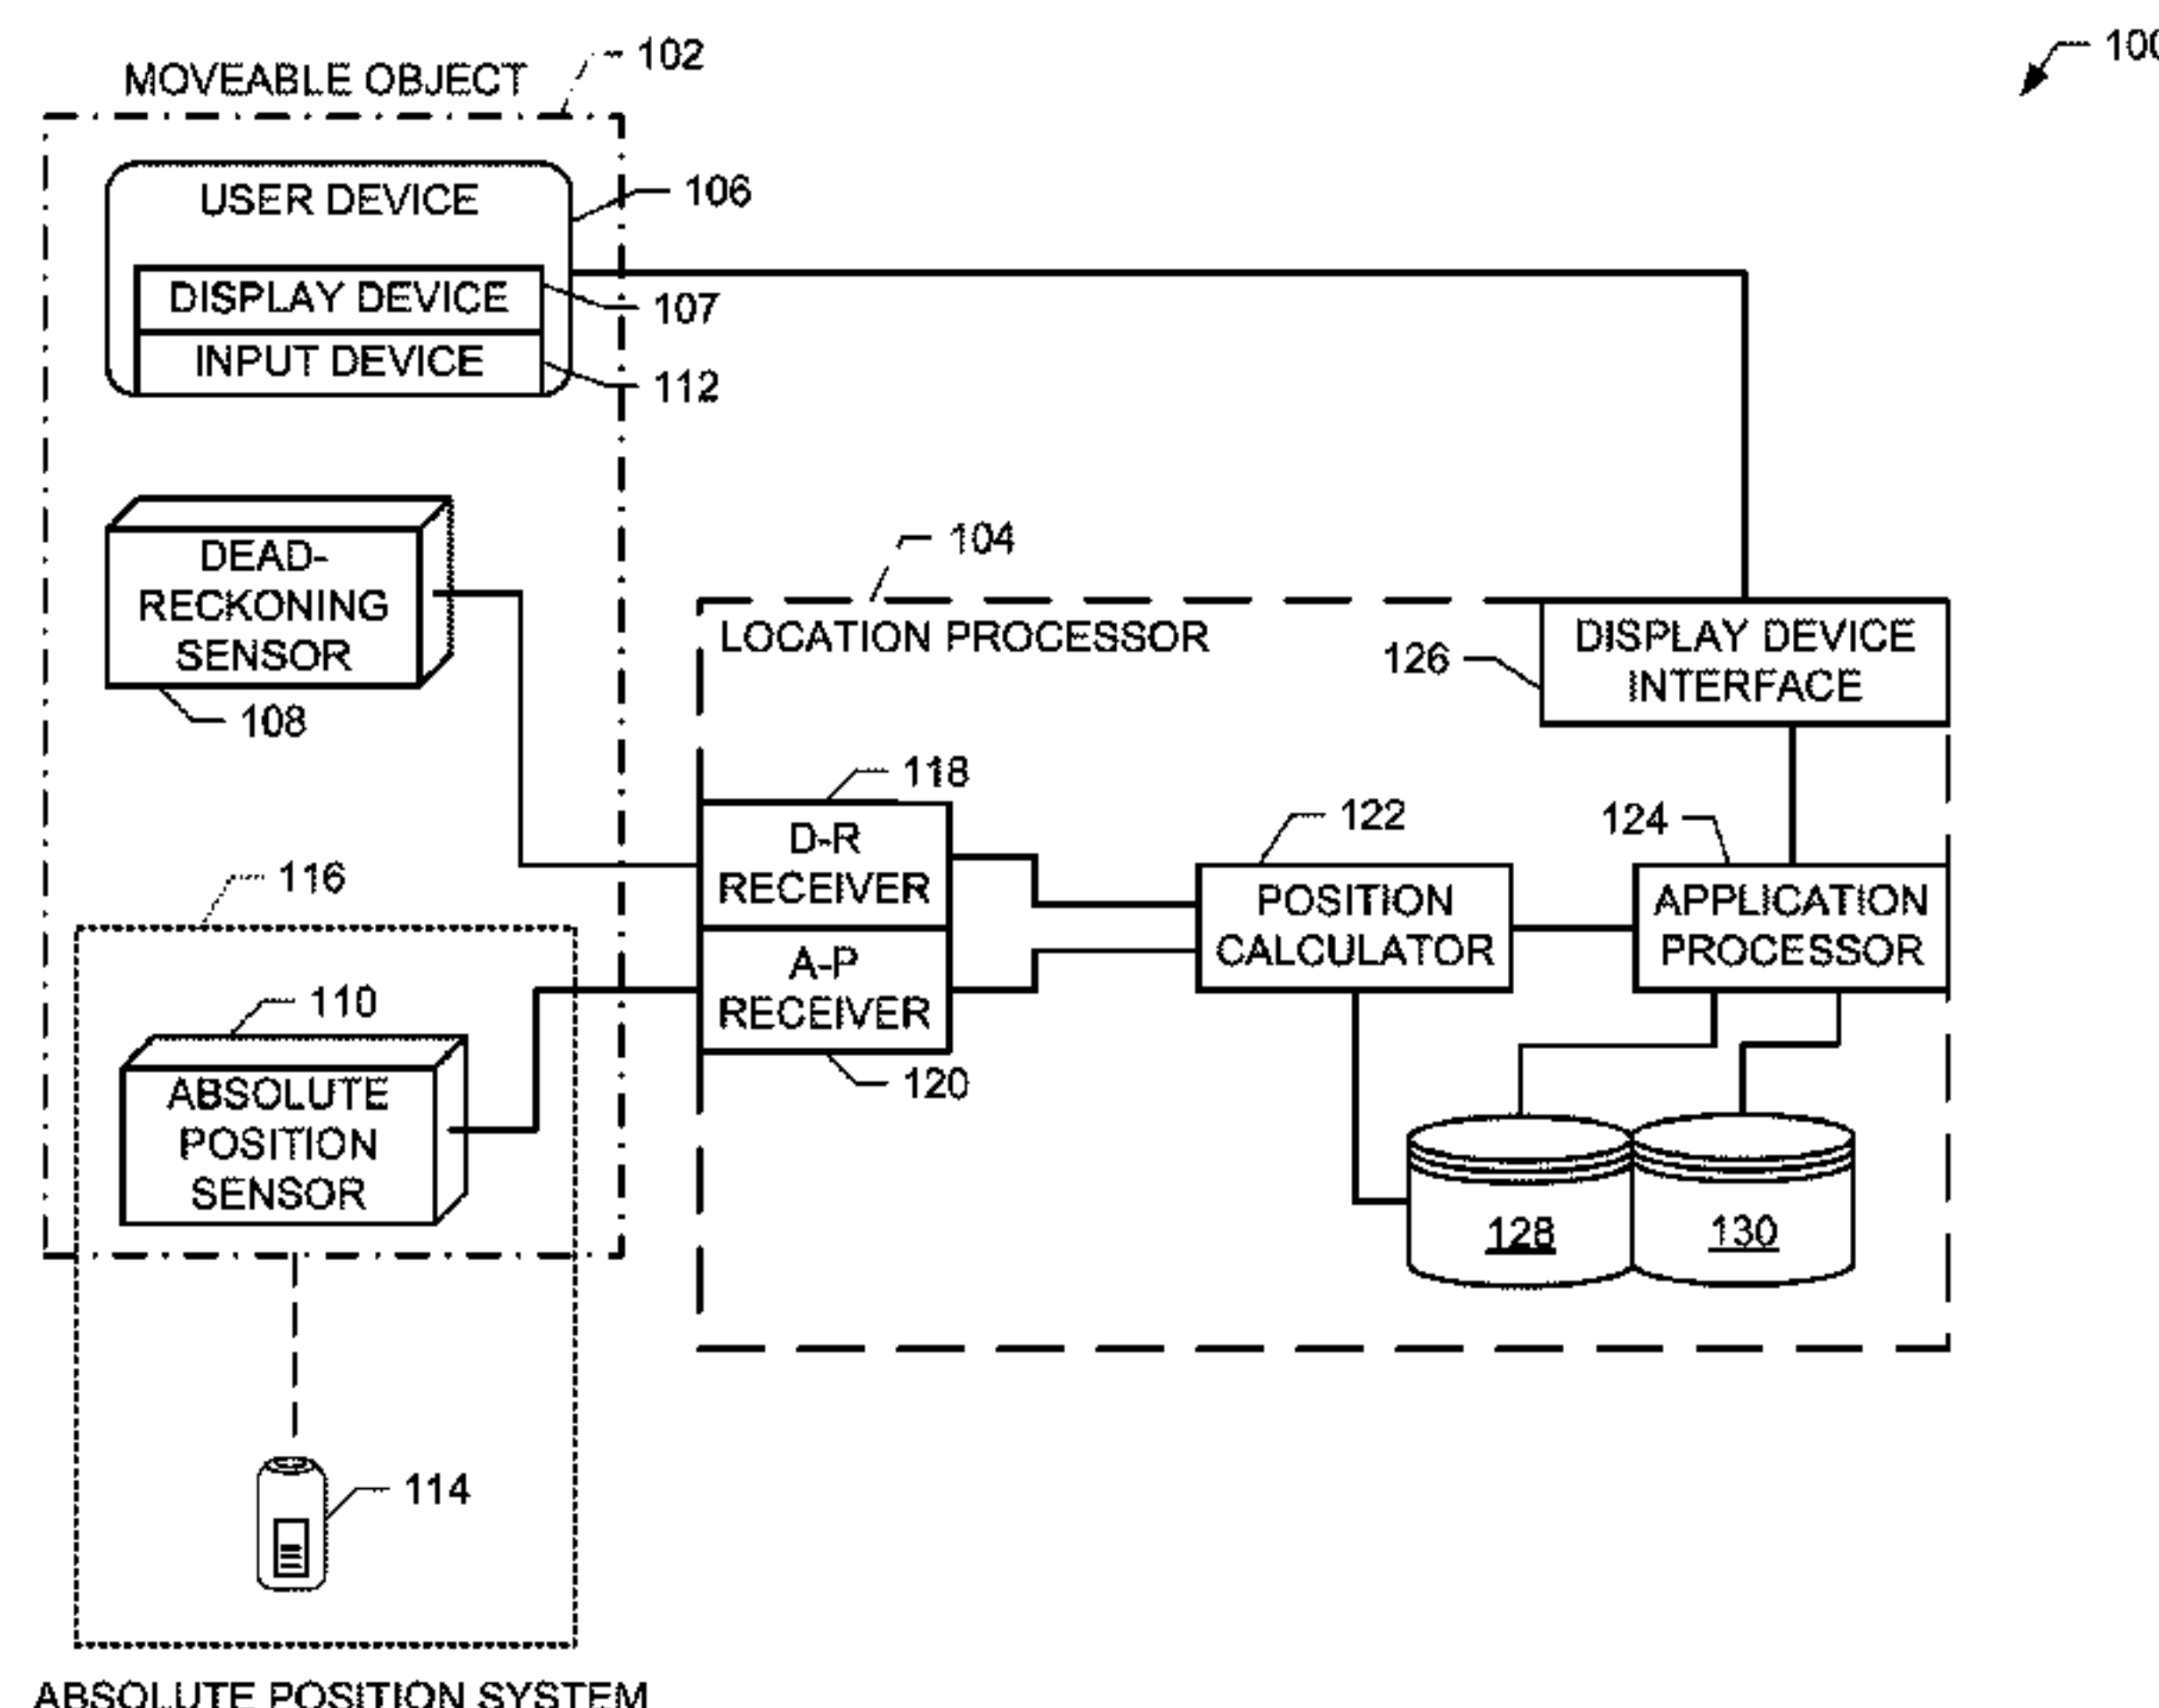 100
MOVEABLE OBJECT
102
USER DEVICE
106
DISPLAY DEVICE
107
INPUT DEVICE
112
DEAD-
RECKONING
SENSOR
108
104
LOCATION PROCESSOR
126
DISPLAY DEVICE
INTERFACE
118
D-R
RECEIVER
A-P
RECEIVER
120
122
POSITION
CALCULATOR
124
APPLICATION
PROCESSOR
128
130
116
110
ABSOLUTE
POSITION
SENSOR
114
ABSOLUTE POSITION SYSTEM